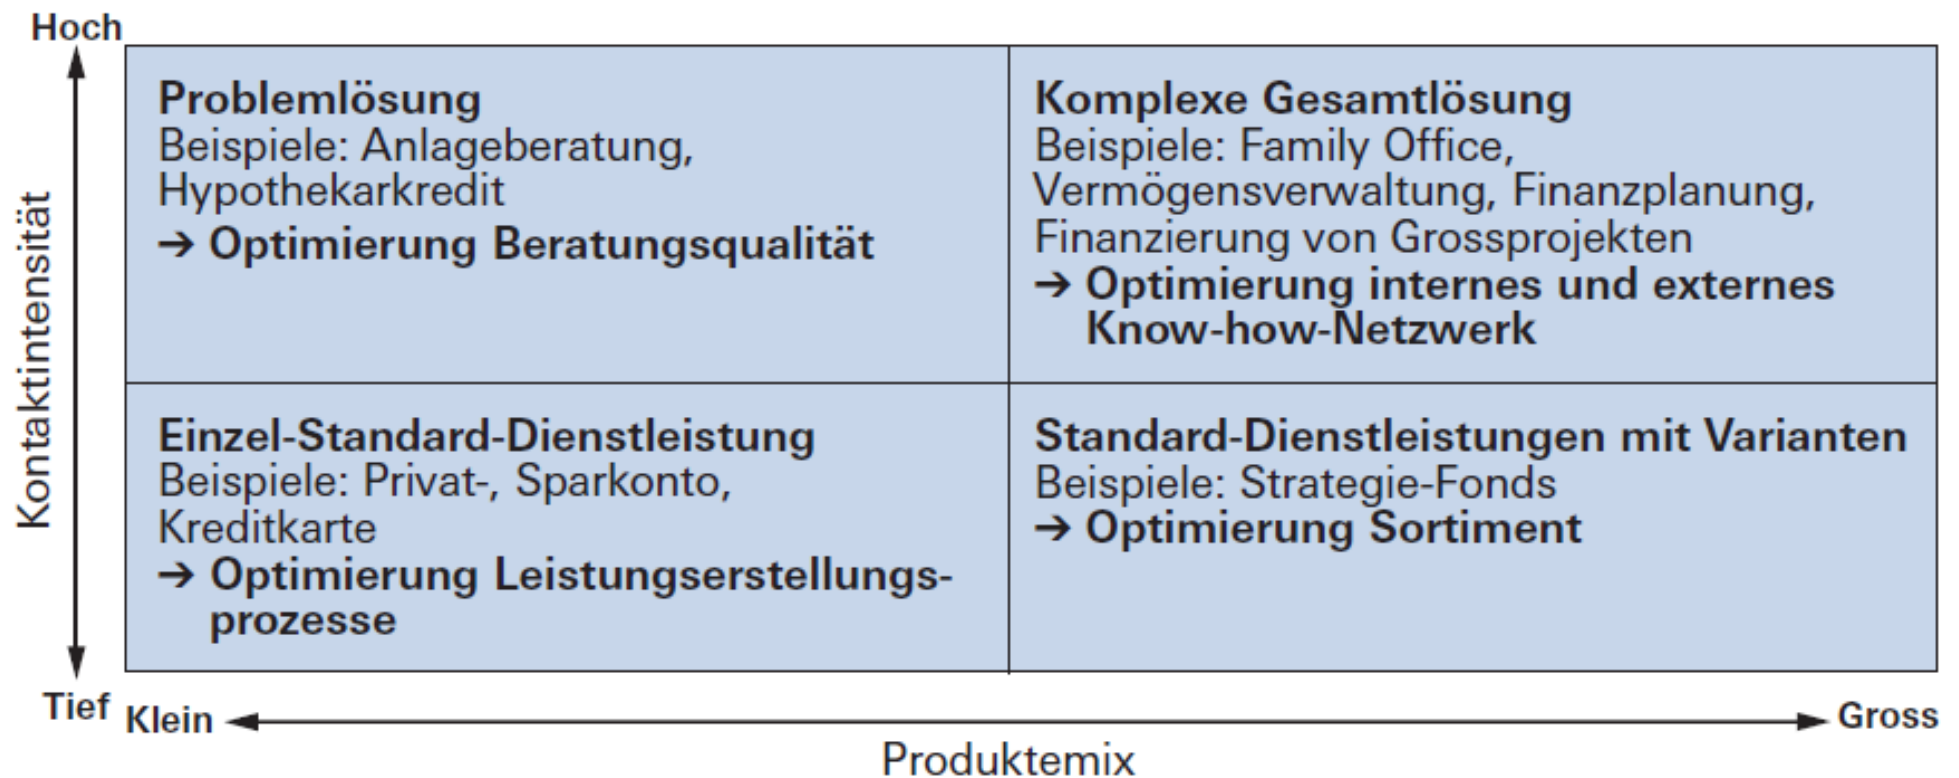 Hoch
Kontaktintensität
Problemlösung
Beispiele: Anlageberatung,
Hypothekarkredit
➔ Optimierung Beratungsqualität
Komplexe Gesamtlösung
Beispiele: Family Office,
Vermögensverwaltung, Finanzplanung,
Finanzierung von Grossprojekten
➔ Optimierung internes und externes
Know-how-Netzwerk
Einzel-Standard-Dienstleistung
Beispiele: Privat-, Sparkonto,
Kreditkarte
➔ Optimierung Leistungserstellungs-
prozesse
Standard-Dienstleistungen mit Varianten
Beispiele: Strategie-Fonds
➔ Optimierung Sortiment
Tief
Klein
Gross
Produktemix